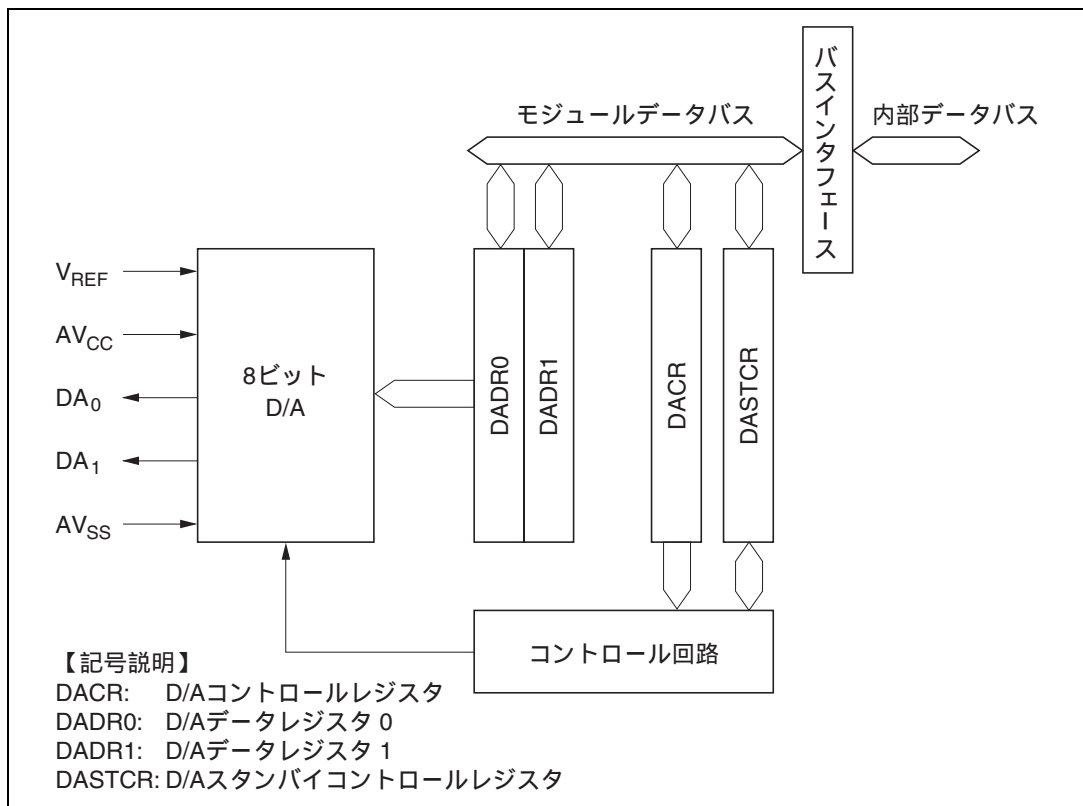 バスインタフェース
モジュールデータバス
内部データバス
V_REF
AV_CC
DA_0
DA_1
AV_SS
8ビット
D/A
DADR0
DADR1
DACR
DASTCR
コントロール回路
【記号説明】
DACR: D/Aコントロールレジスタ
DADR0: D/Aデータレジスタ 0
DADR1: D/Aデータレジスタ 1
DASTCR: D/Aスタンバイコントロールレジスタ